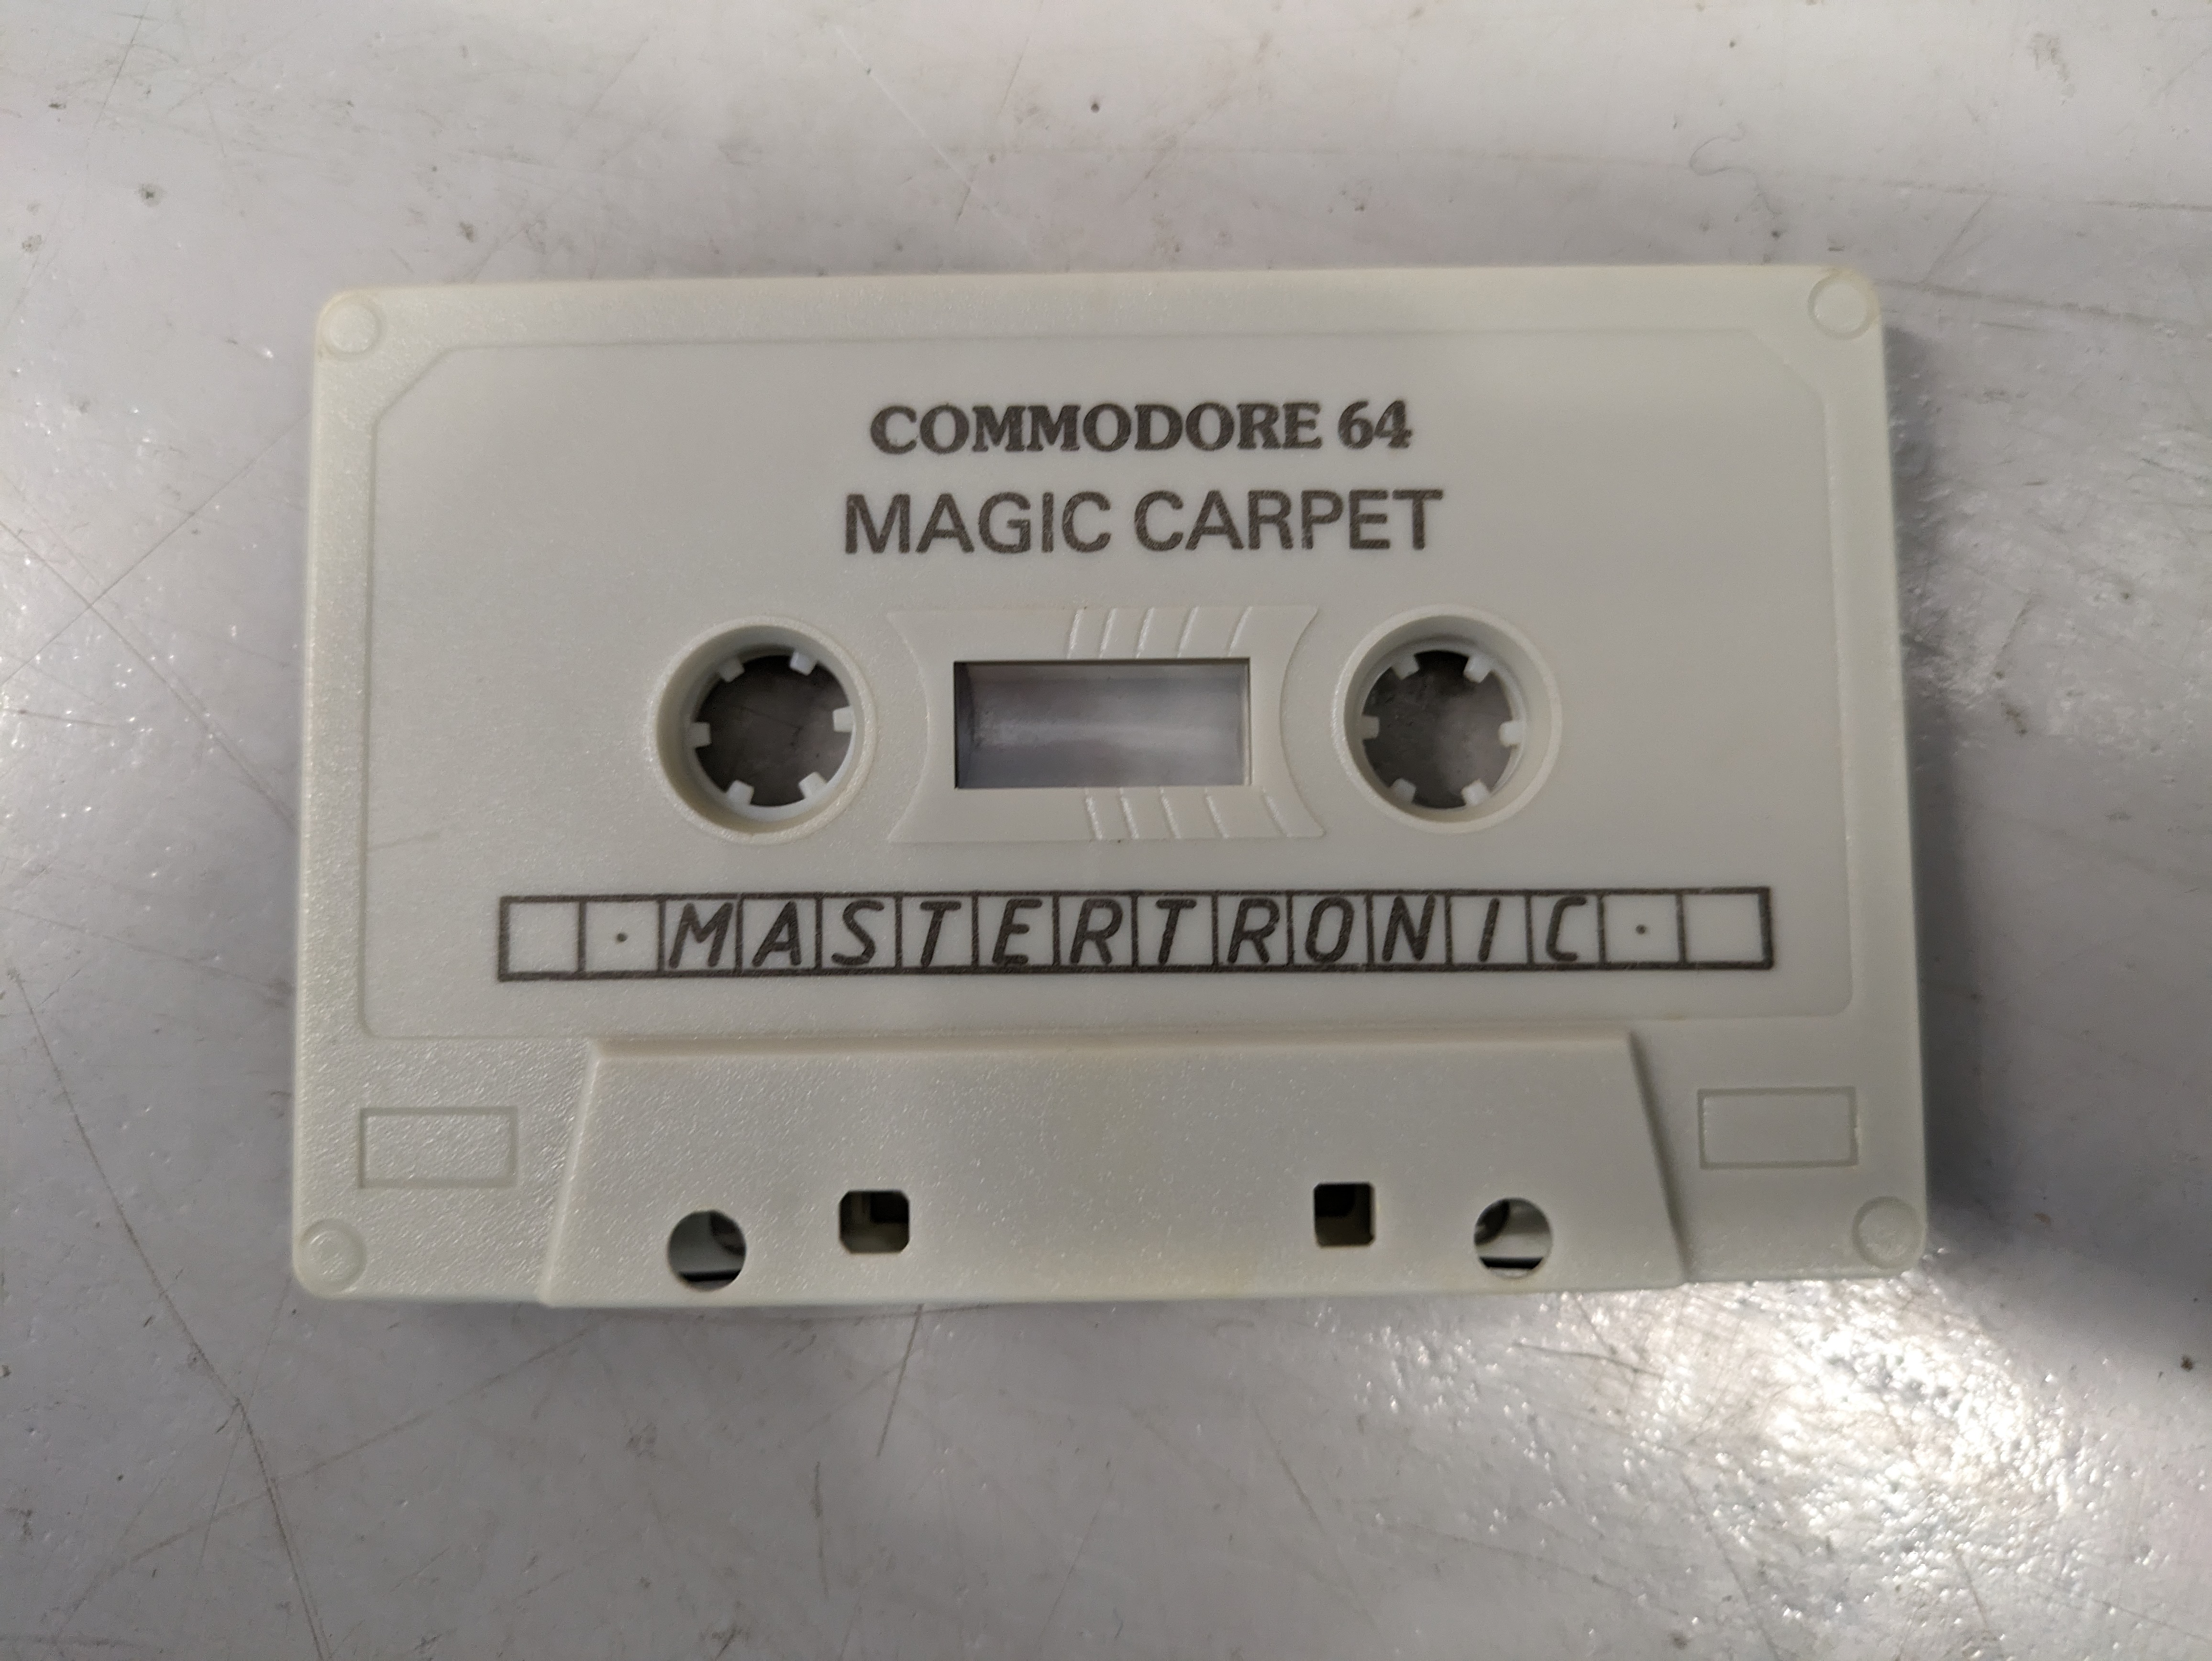 COMMODORE 64
MAGIC CARPET
·MASTERTRONIC·